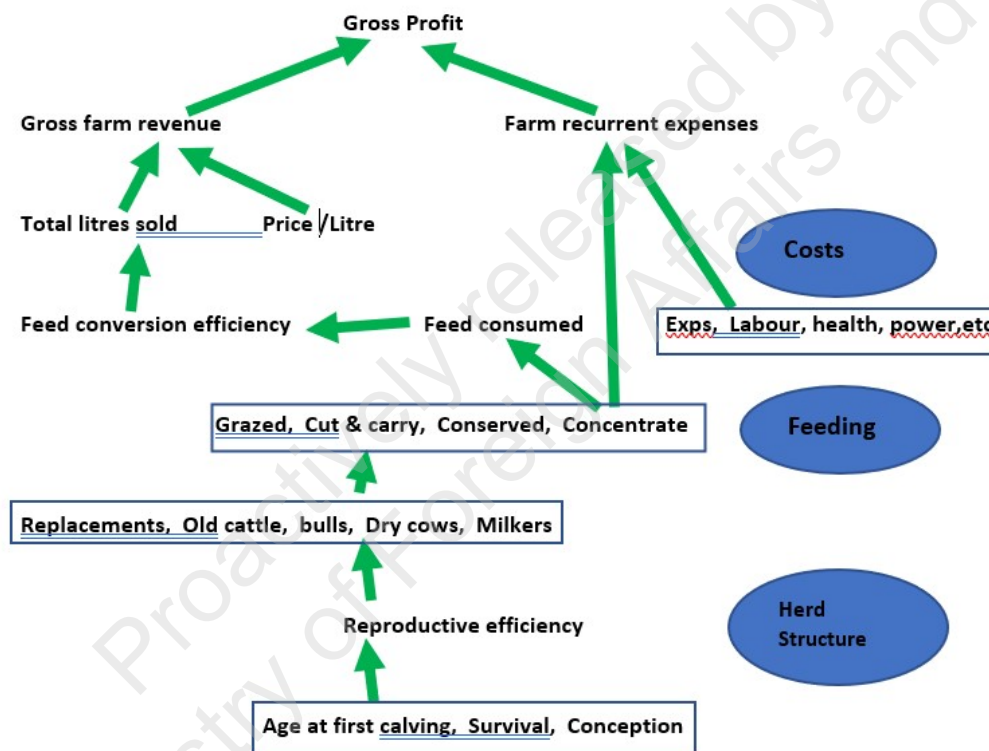 Gross Profit
Gross farm revenue
Farm recurrent expenses
Total litres sold Price /Litre
Costs
Feed conversion efficiency
Feed consumed
Exps, Labour, health, power,etc
Grazed, Cut & carry, Conserved, Concentrate
Feeding
Replacements, Old cattle, bulls, Dry cows, Milkers
Reproductive efficiency
Herd
Structure
Age at first calving, Survival, Conception
Proactively released by
of Foreign Affairs and